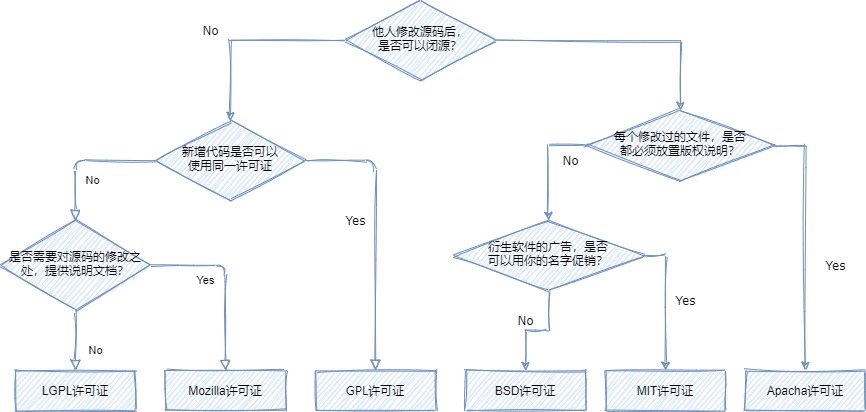 他人修改源码后，
是否可以闭源？
No
新增代码是否可以
使用同一许可证
每个修改过的文件，是否
都必须放置版权说明？
No
No
Yes
是否需要对源码的修改之
处，提供说明文档？
衍生软件的广告，是否
可以用你的名字促销？
Yes
Yes
Yes
No
No
LGPL许可证
Mozilla许可证
GPL许可证
BSD许可证
MIT许可证
Apacha许可证